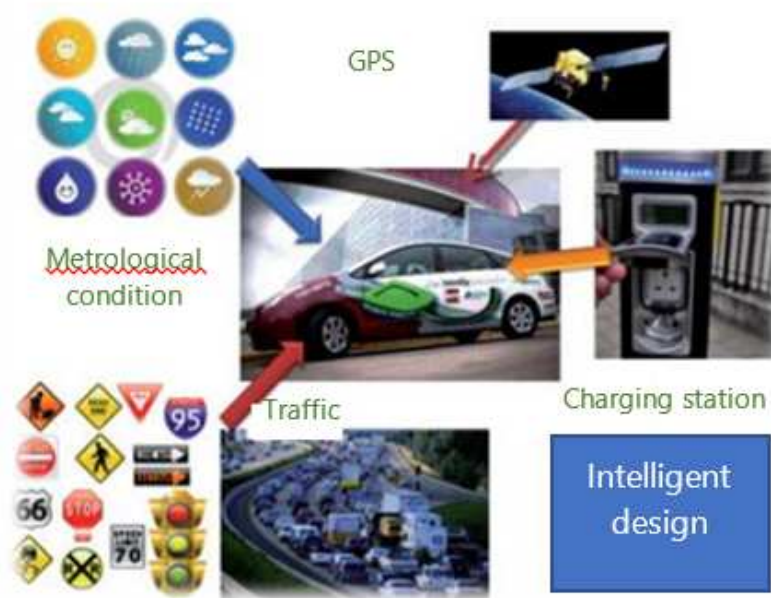 GPS
Metrological
condition
Traffic
Charging station
95
66
STOP
SPEED
LIMIT
70
Intelligent
design